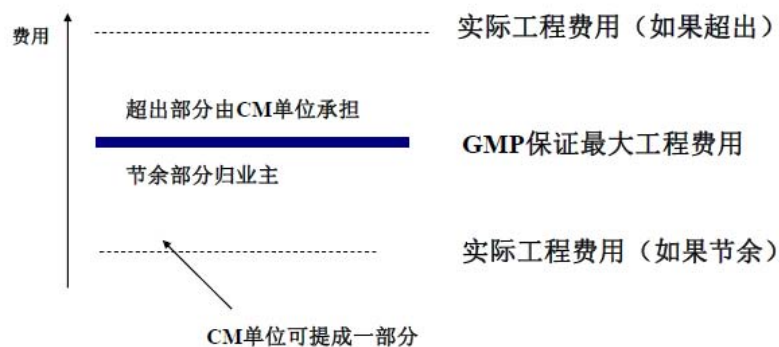 费用
实际工程费用（如果超出）
超出部分由CM单位承担
GMP保证最大工程费用
节余部分归业主
实际工程费用（如果节余）
CM单位可提成一部分